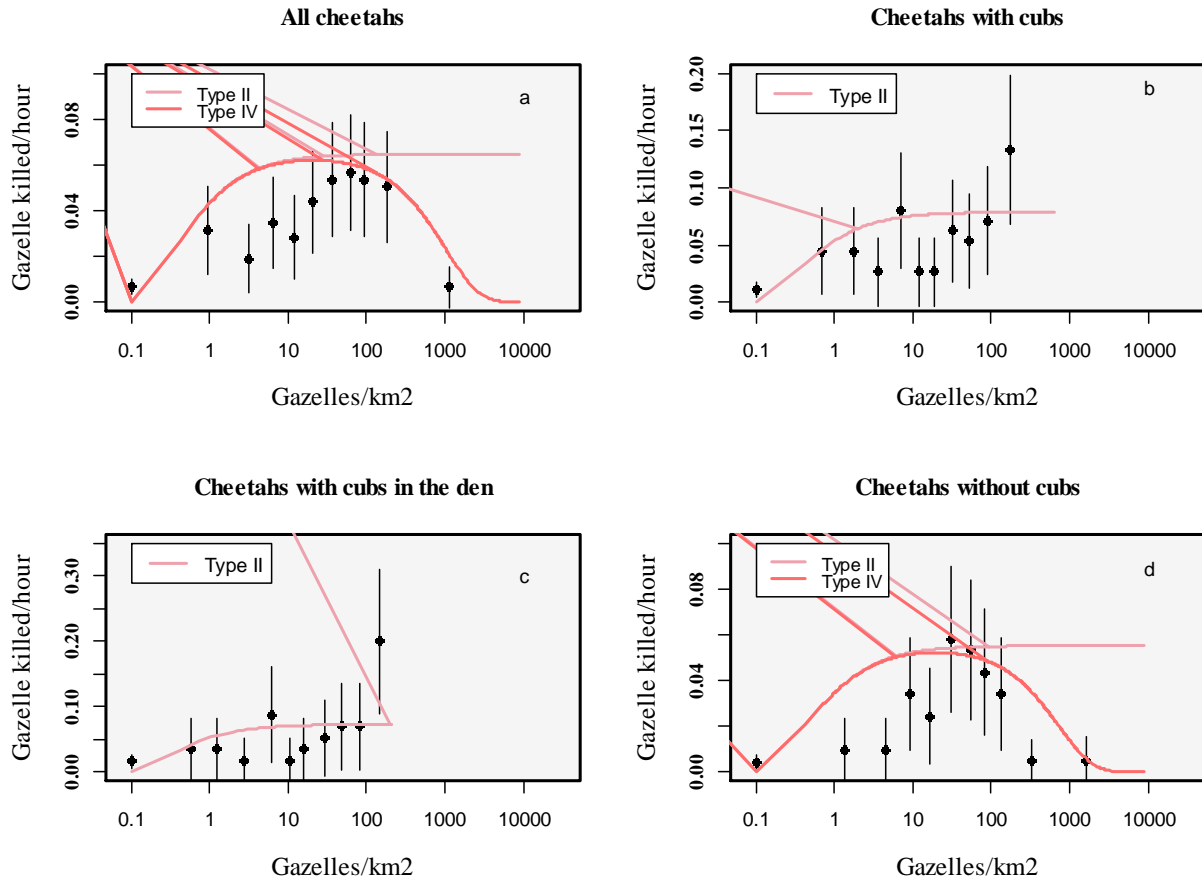 All cheetahs
Gazelle killed/hour
0.00 0.04 0.08
Type II
Type IV
a
0.1 1 10 100 1000 10000
Gazelles/km2
Cheetahs with cubs
Gazelle killed/hour
0.00 0.05 0.10 0.15 0.20
Type II
b
0.1 1 10 100 1000 10000
Gazelles/km2
Cheetahs with cubs in the den
Gazelle killed/hour
0.00 0.10 0.20 0.30
Type II
c
0.1 1 10 100 1000 10000
Gazelles/km2
Cheetahs without cubs
Gazelle killed/hour
0.00 0.04 0.08
Type II
Type IV
d
0.1 1 10 100 1000 10000
Gazelles/km2